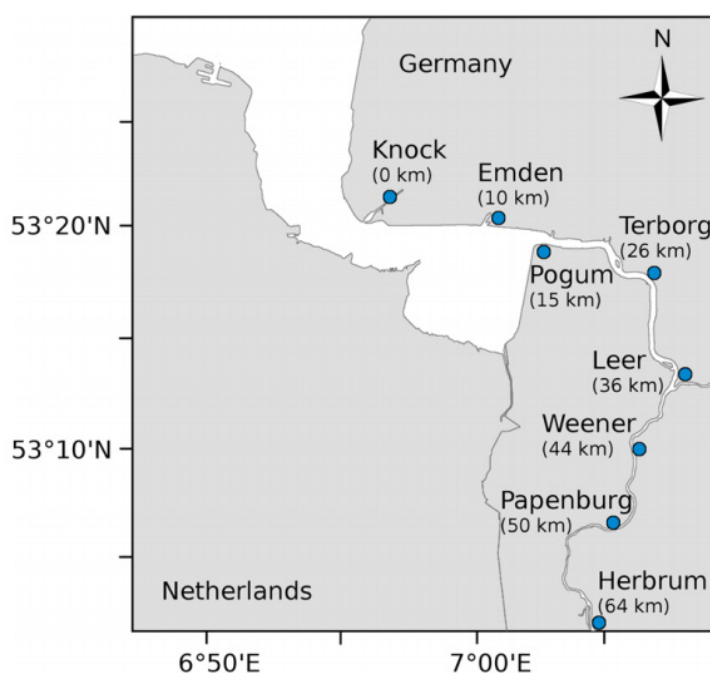 Germany
N
Knock
(0 km)
Emden
(10 km)
Terborg
(26 km)
53°20'N
Pogum
(15 km)
Leer
(36 km)
Weener
(44 km)
53°10'N
Papenburg
(50 km)
Herbrum
(64 km)
Netherlands
6°50'E
7°00'E